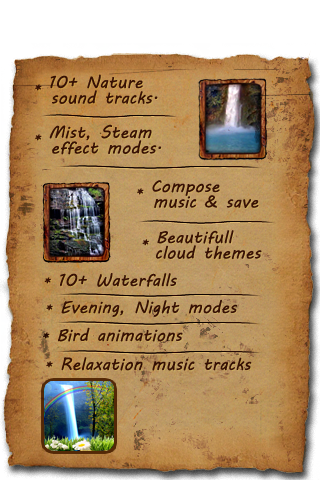 * 10+ Nature
sound tracks.
* Mist, Steam
effect modes.
* Compose
music & save
* Beautifull
cloud themes
* 10+ Waterfalls
* Evening, Night modes
* Bird animations
* Relaxation music tracks